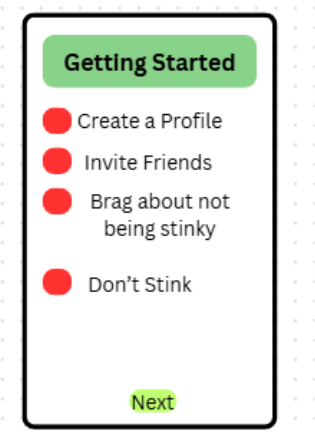 Getting Started
Create a Profile
Invite Friends
Brag about not
being stinky
Don't Stink
Next